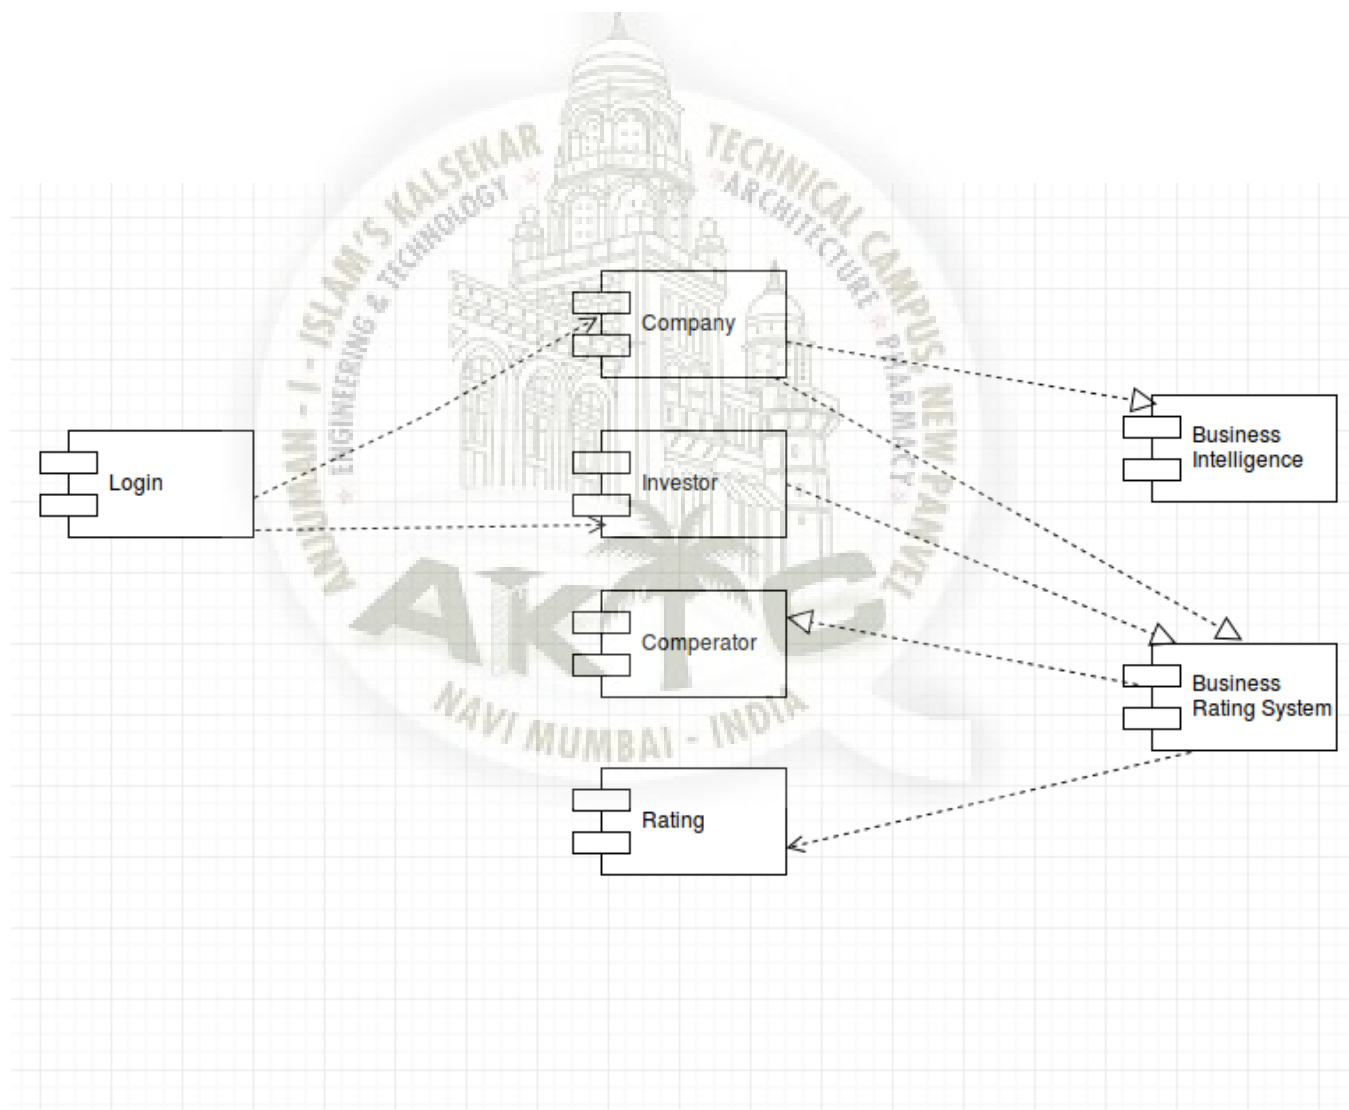 ANJUMAN - I - ISLAM'S KALSEKAR
TECHNICAL CAMPUS, NEW PANVEL
ENGINEERING & TECHNOLOGY
ARCHITECTURE
PHARMACY
Company
Business
Intelligence
Login
Investor
AKTC
Comperator
Business
Rating System
NAVI MUMBAI - INDIA
Rating